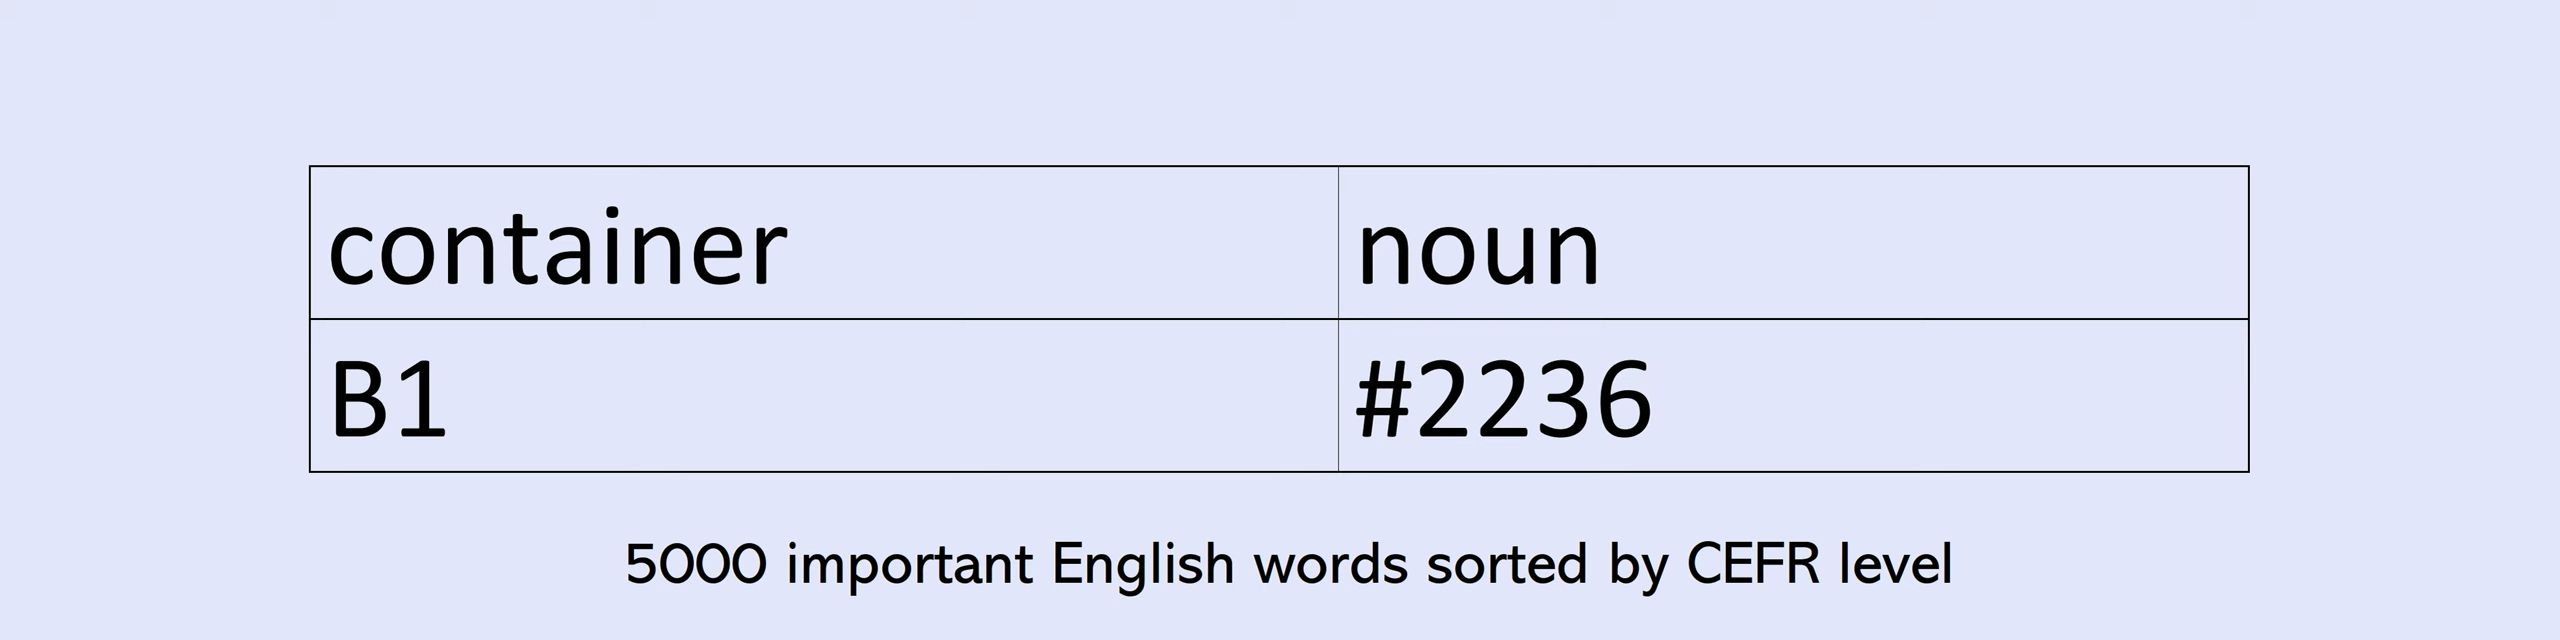 container noun
B1 #2236
5000 important English words sorted by CEFR level